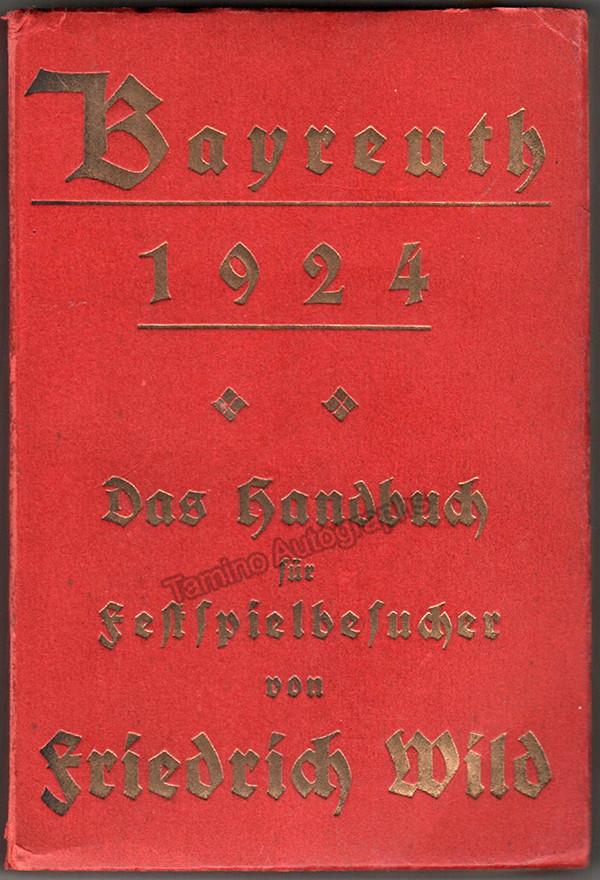 Bayreuth
1924
Das Handbuch
für
Festspielbesucher
von
Friedrich Wild
Tamino Autographs